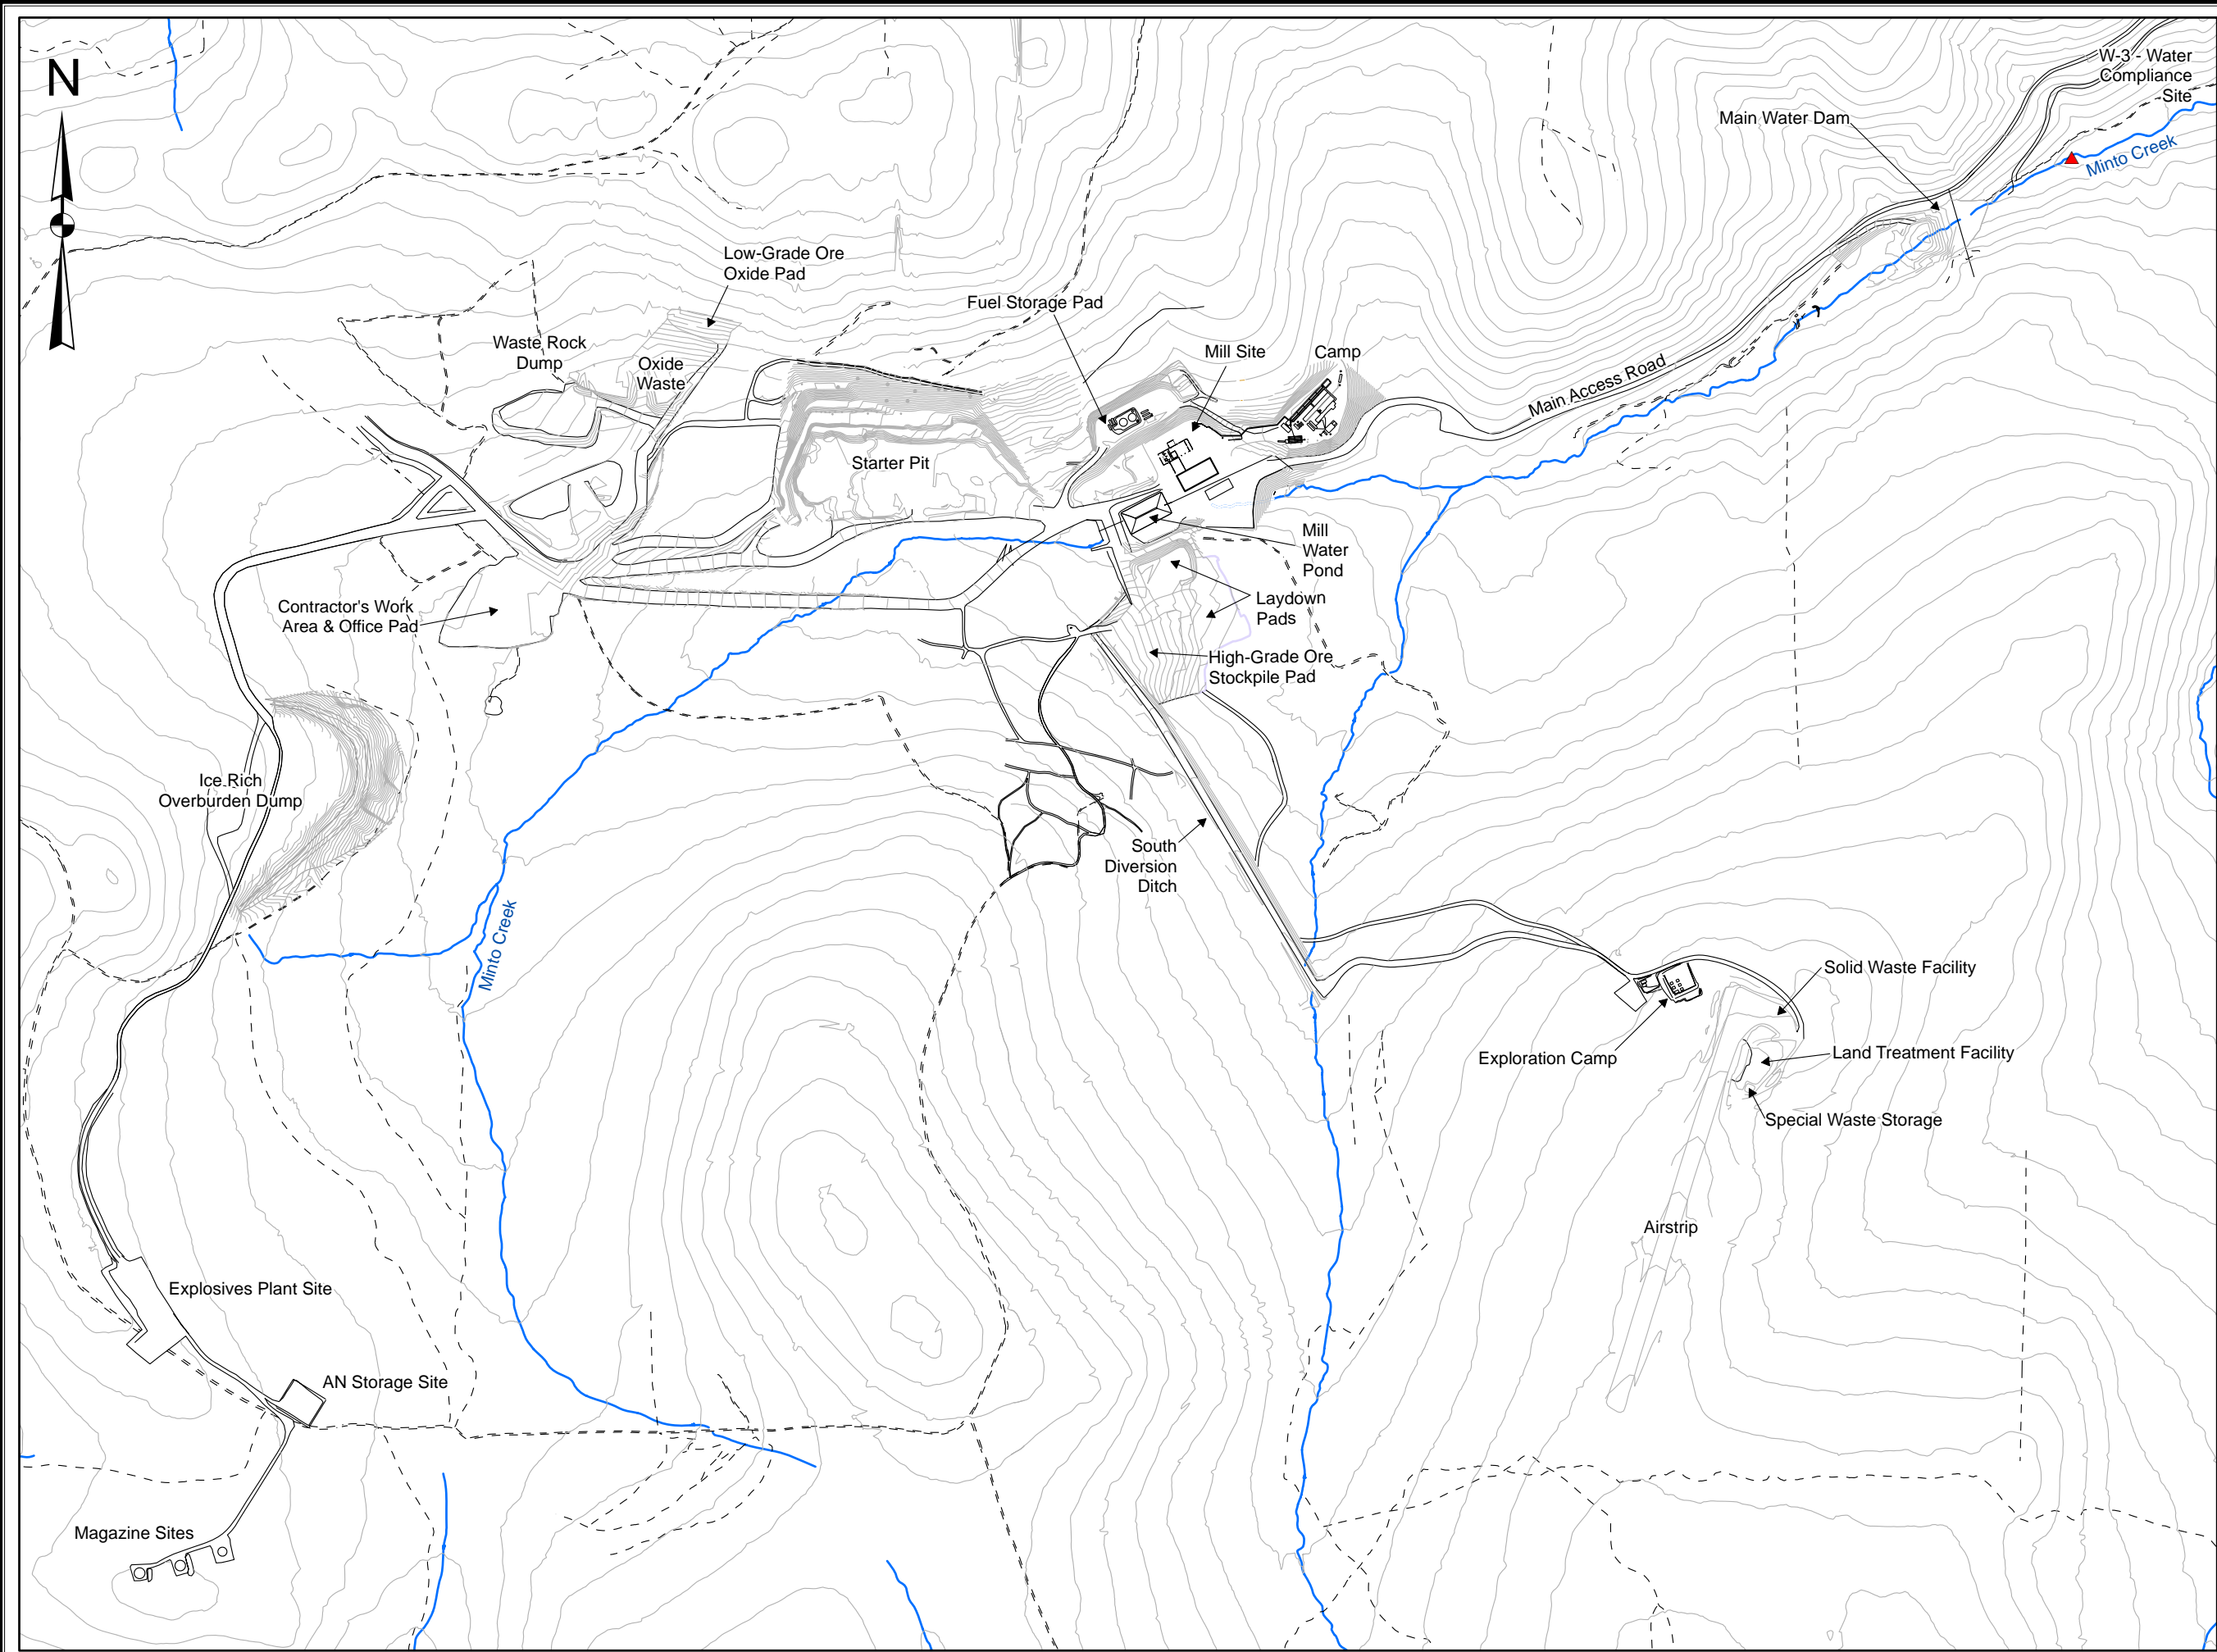 N
W-3 - Water
Compliance
Site
Main Water Dam
Minto Creek
Low-Grade Ore
Oxide Pad
Fuel Storage Pad
Waste Rock
Dump
Oxide
Waste
Mill Site
Camp
Main Access Road
Starter Pit
Mill
Water
Pond
Contractor's Work
Area & Office Pad
Laydown
Pads
High-Grade Ore
Stockpile Pad
Ice Rich
Overburden Dump
South
Diversion
Ditch
Minto Creek
Solid Waste Facility
Exploration Camp
Land Treatment Facility
Special Waste Storage
Airstrip
Explosives Plant Site
AN Storage Site
Magazine Sites